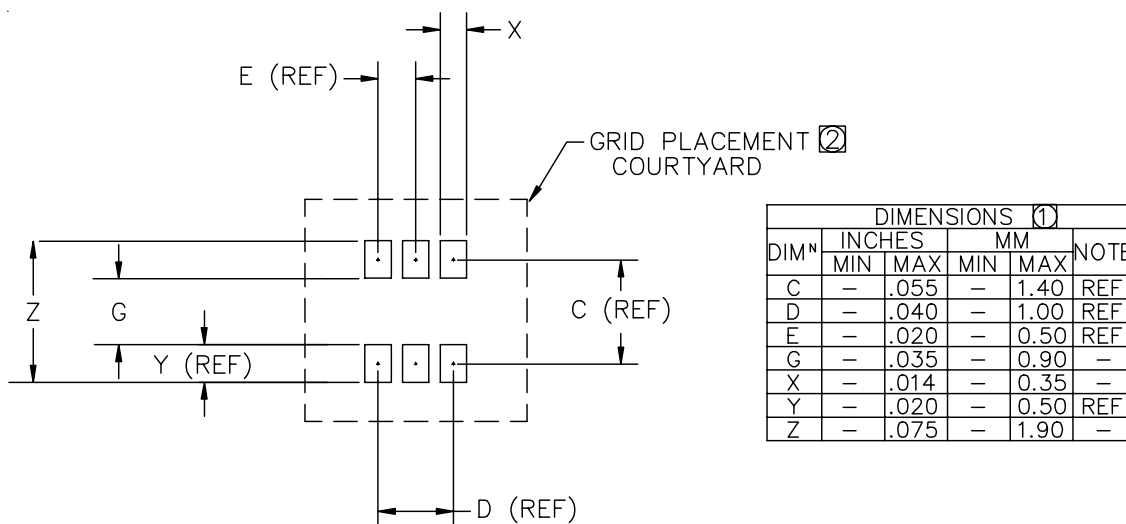 X
E (REF)
GRID PLACEMENT ②
COURTYARD
Z
G
Y (REF)
C (REF)
D (REF)
DIMENSIONS ①
DIMᴺ INCHES MM NOTE
MIN MAX MIN MAX
C – .055 – 1.40 REF
D – .040 – 1.00 REF
E – .020 – 0.50 REF
G – .035 – 0.90 –
X – .014 – 0.35 –
Y – .020 – 0.50 REF
Z – .075 – 1.90 –